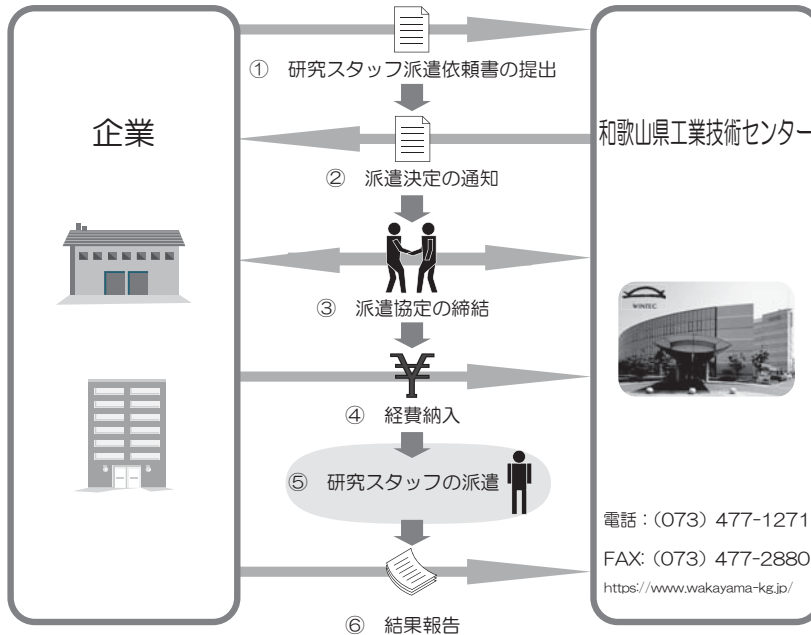 ① 研究スタッフ派遣依頼書の提出
企業
和歌山県工業技術センター
② 派遣決定の通知
③ 派遣協定の締結
WINTEC
④ 経費納入
⑤ 研究スタッフの派遣
電話：(073) 477-1271
FAX: (073) 477-2880
https://www.wakayama-kg.jp/
⑥ 結果報告